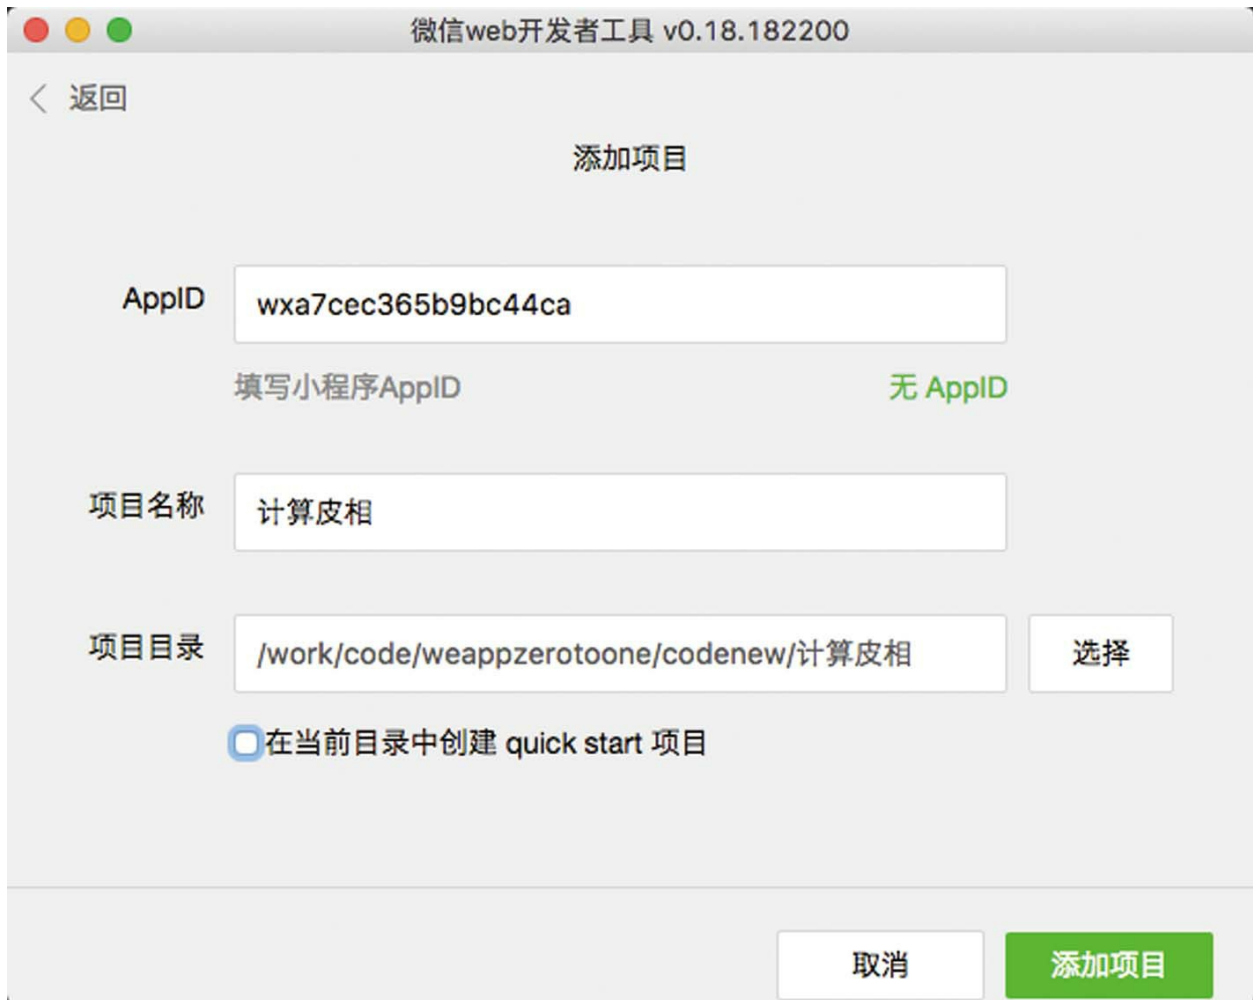 微信web开发者工具 v0.18.182200
返回
添加项目
AppID
wxa7cec365b9bc44ca
填写小程序AppID
无 AppID
项目名称
计算皮相
项目目录
/work/code/weappzerotoone/codenew/计算皮相
选择
在当前目录中创建 quick start 项目
取消
添加项目